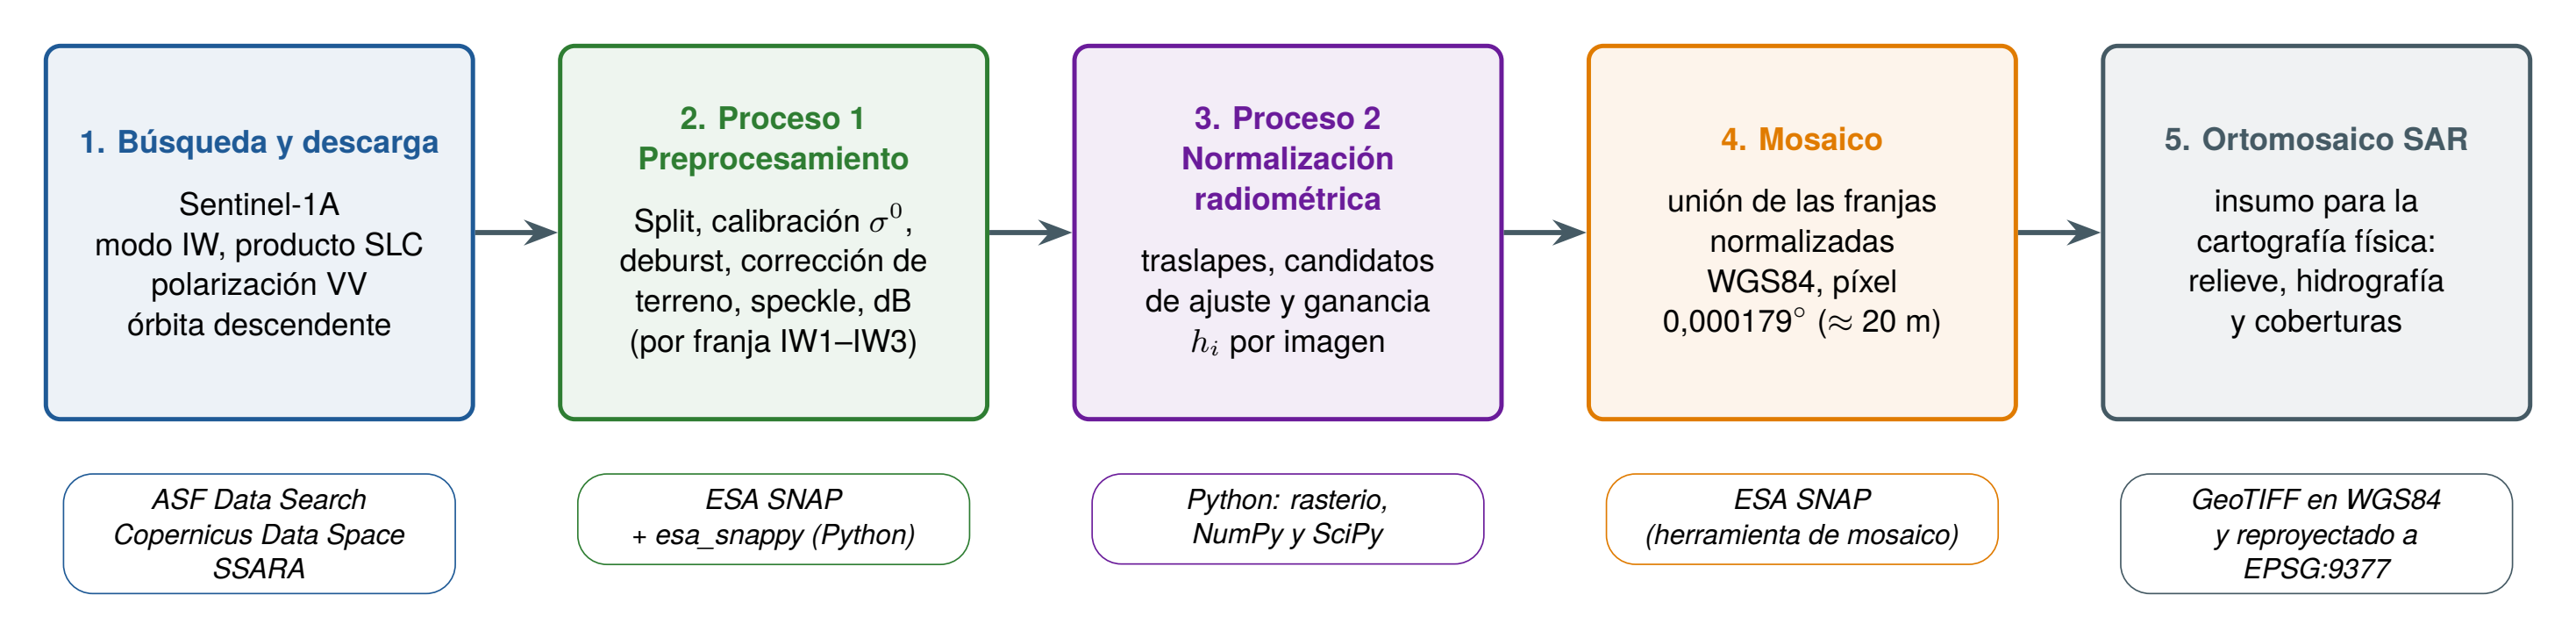 1. Búsqueda y descarga
Sentinel-1A
modo IW, producto SLC
polarización VV
órbita descendente
2. Proceso 1
Preprocesamiento
Split, calibración σ⁰,
deburst, corrección de
terreno, speckle, dB
(por franja IW1–IW3)
3. Proceso 2
Normalización
radiométrica
traslapes, candidatos
de ajuste y ganancia
hᵢ por imagen
4. Mosaico
unión de las franjas
normalizadas
WGS84, píxel
0,000179° (≈ 20 m)
5. Ortomosaico SAR
insumo para la
cartografía física:
relieve, hidrografía
y coberturas
ASF Data Search
Copernicus Data Space
SSARA
ESA SNAP
+ esa_snappy (Python)
Python: rasterio,
NumPy y SciPy
ESA SNAP
(herramienta de mosaico)
GeoTIFF en WGS84
y reproyectado a
EPSG:9377